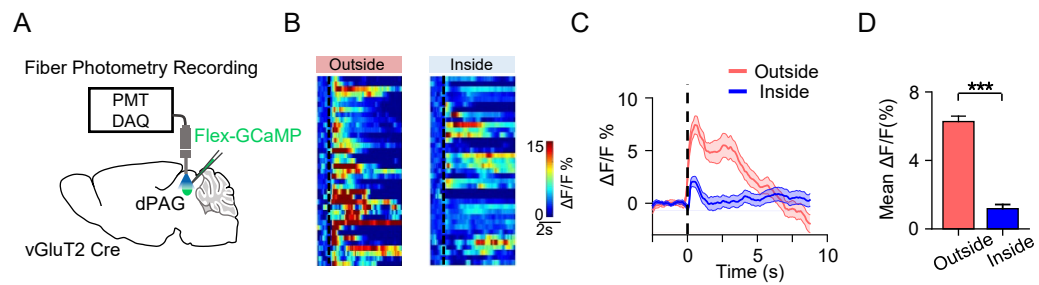 A
Fiber Photometry Recording
PMT
DAQ
Flex-GCaMP
dPAG
vGluT2 Cre
B
Outside
Inside
15
0
ΔF/F %
2s
C
Outside
Inside
10
5
0
ΔF/F %
0
5
10
Time (s)
D
***
8
4
0
Mean ΔF/F(%)
Outside
Inside